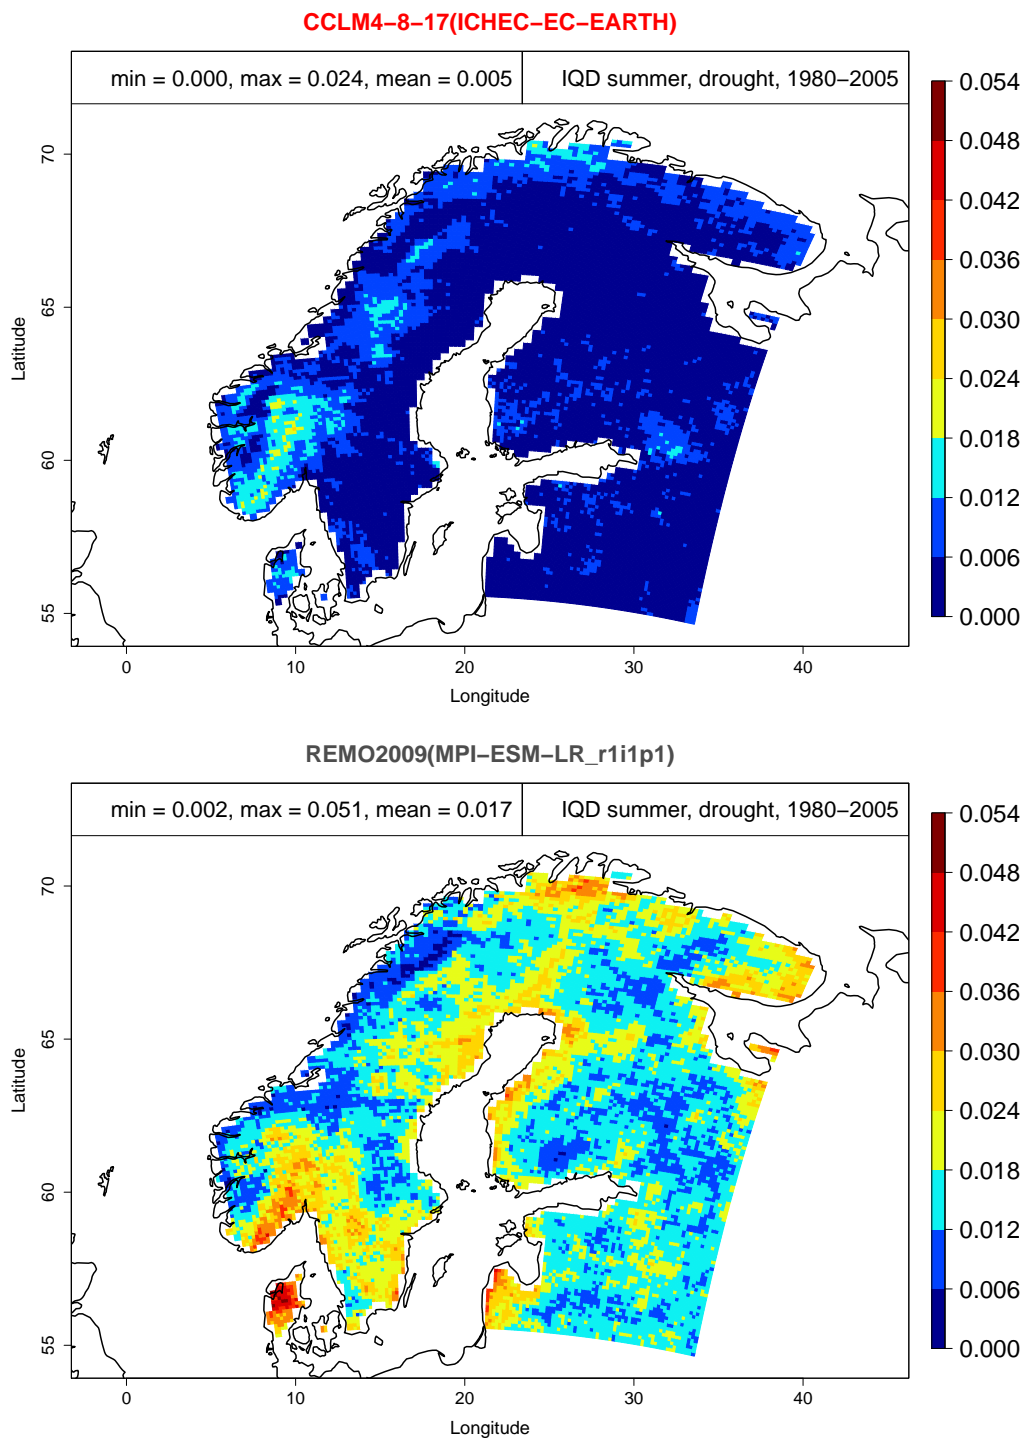 CCLM4−8−17(ICHEC−EC−EARTH)
min = 0.000, max = 0.024, mean = 0.005
IQD summer, drought, 1980−2005
0.054
0.048
0.042
0.036
0.030
0.024
0.018
0.012
0.006
0.000
70
65
60
55
Latitude
0 10 20 30 40
Longitude
REMO2009(MPI−ESM−LR_r1i1p1)
min = 0.002, max = 0.051, mean = 0.017
IQD summer, drought, 1980−2005
0.054
0.048
0.042
0.036
0.030
0.024
0.018
0.012
0.006
0.000
70
65
60
55
Latitude
0 10 20 30 40
Longitude